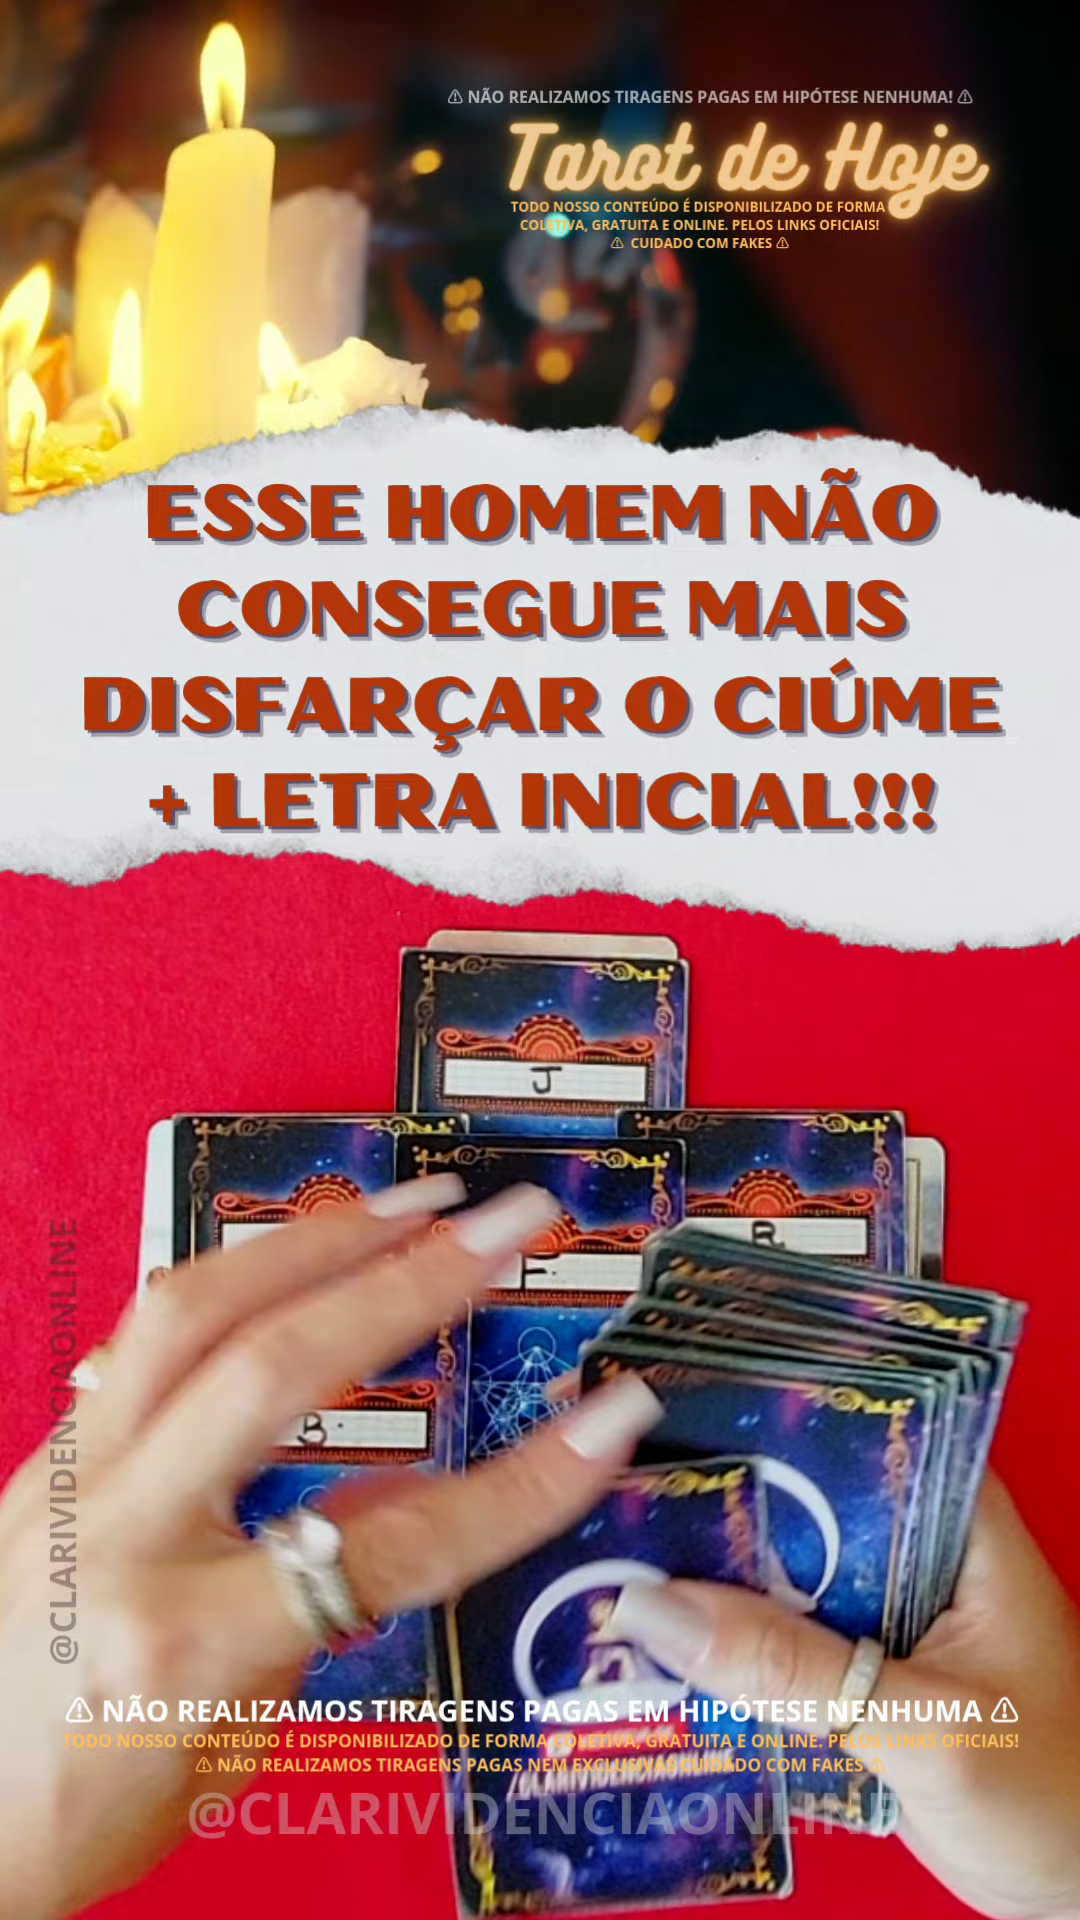 ⚠ NÃO REALIZAMOS TIRAGENS PAGAS EM HIPÓTESE NENHUMA! ⚠
Tarot de Hoje
TODO NOSSO CONTEÚDO É DISPONIBILIZADO DE FORMA
COLETIVA, GRATUITA E ONLINE. PELOS LINKS OFICIAIS!
⚠ CUIDADO COM FAKES ⚠
ESSE HOMEM NÃO
CONSEGUE MAIS
DISFARÇAR O CIÚME
+ LETRA INICIAL!!!
J
R
F.
B.
@CLARIVIDENCIAONLINE
⚠ NÃO REALIZAMOS TIRAGENS PAGAS EM HIPÓTESE NENHUMA ⚠
TODO NOSSO CONTEÚDO É DISPONIBILIZADO DE FORMA COLETIVA, GRATUITA E ONLINE. PELOS LINKS OFICIAIS!
⚠ NÃO REALIZAMOS TIRAGENS PAGAS NEM EXCLUSIVAS CUIDADO COM FAKES ⚠
@CLARIVIDENCIAONLINE